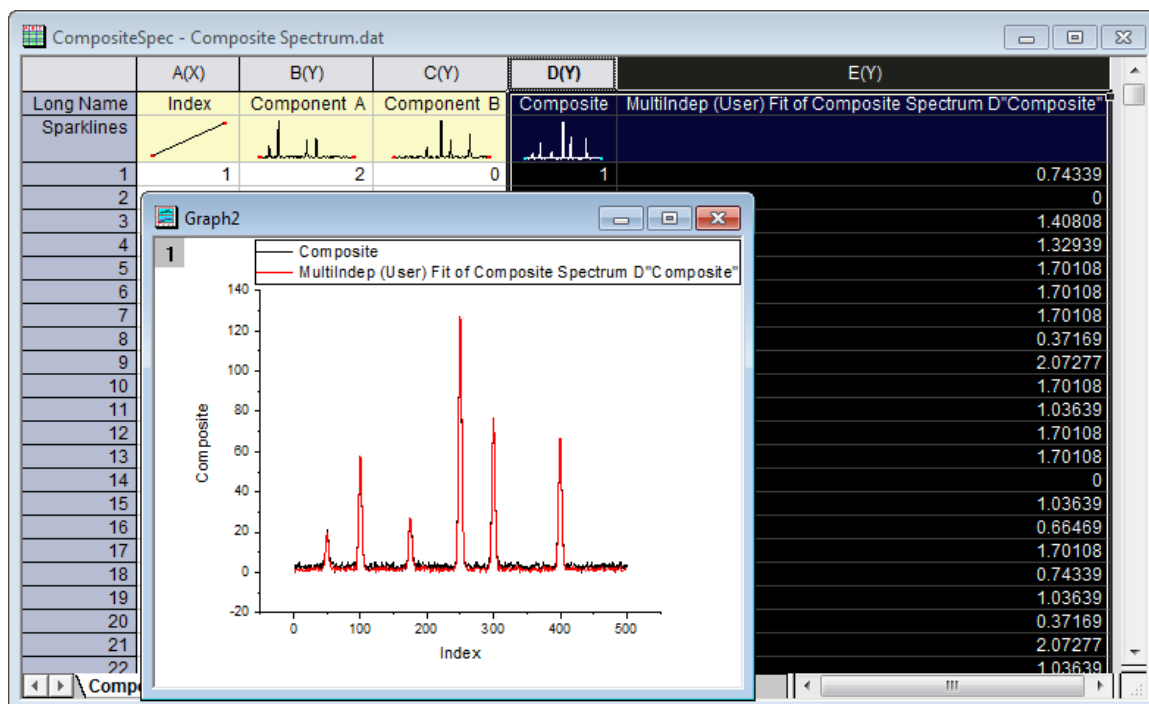 CompositeSpec - Composite Spectrum.dat
A(X) B(Y) C(Y) D(Y) E(Y)
Long Name Index Component A Component B Composite MultiIndep (User) Fit of Composite Spectrum D"Composite"
Sparklines
1 1 2 0 1 0.74339
2 0
3 1.40808
4 1.32939
5 1.70108
6 1.70108
7 1.70108
8 0.37169
9 2.07277
10 1.70108
11 1.03639
12 1.70108
13 1.70108
14 0
15 1.03639
16 0.66469
17 1.70108
18 0.74339
19 1.03639
20 0.37169
21 2.07277
22 1.03639
Graph2
1
Composite
MultiIndep (User) Fit of Composite Spectrum D"Composite"
140
120
100
80
60
40
20
0
-20
Composite
0 100 200 300 400 500
Index